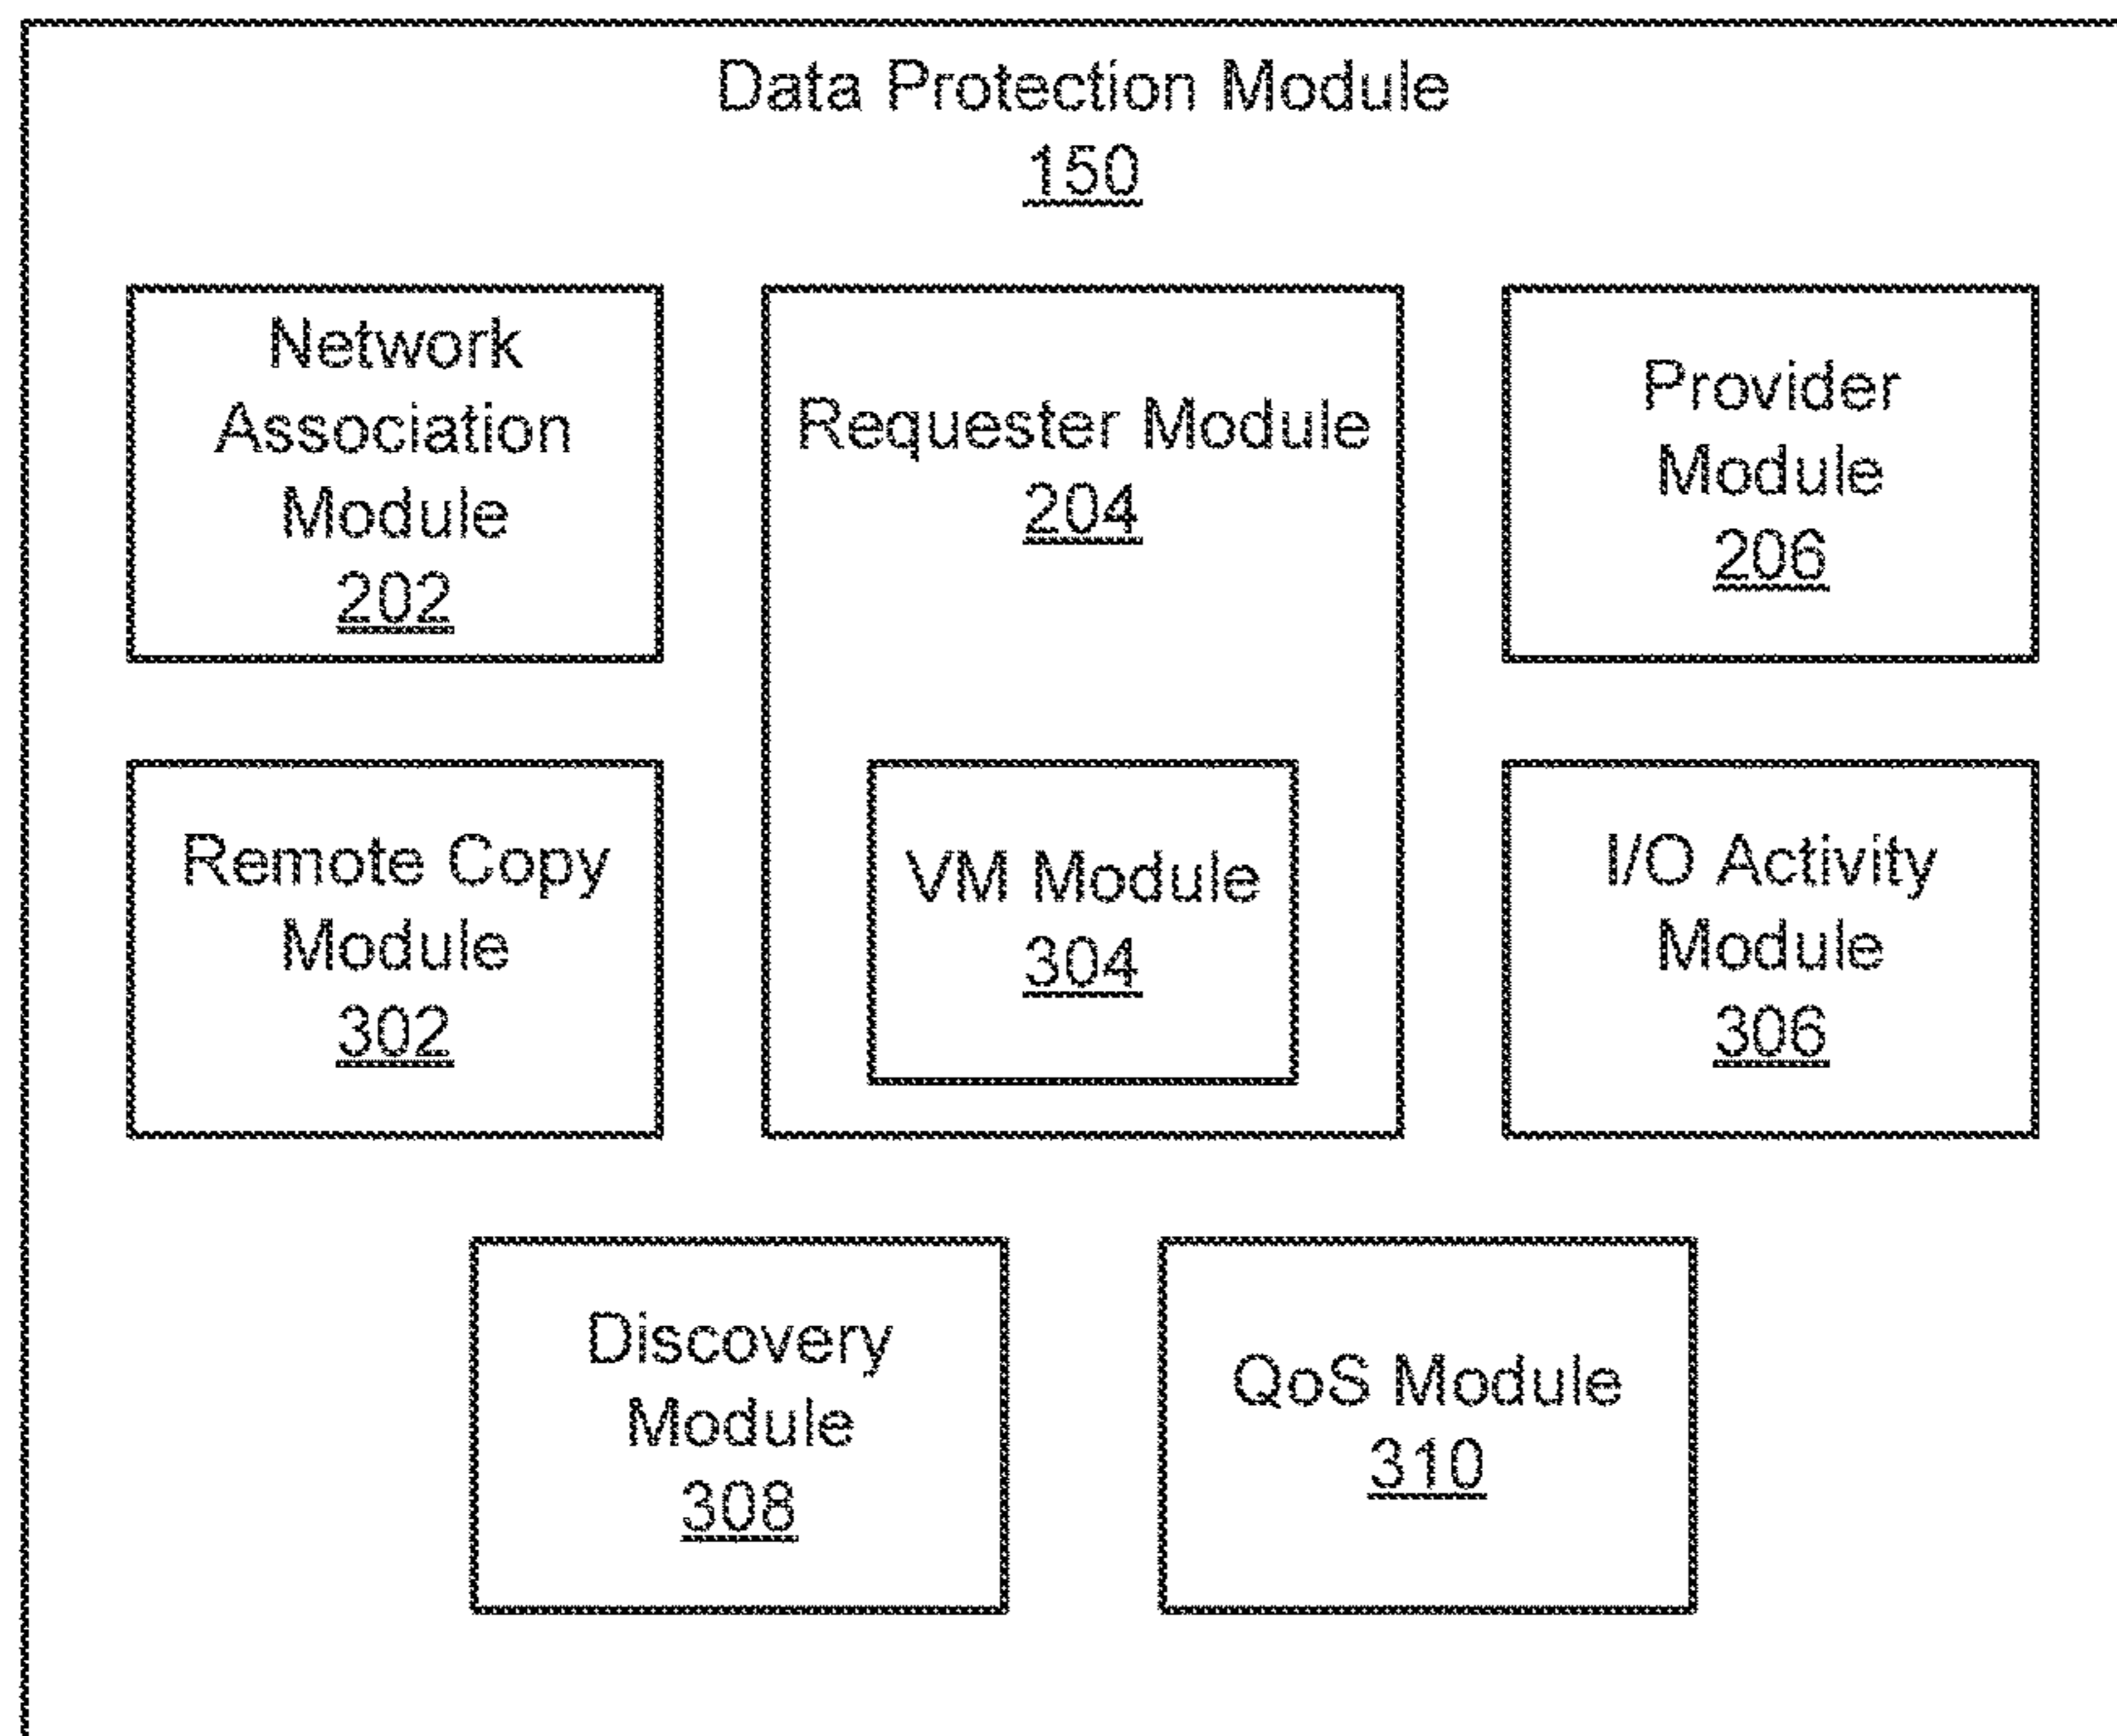 Data Protection Module
150
Network
Association
Module
202
Requester Module
204
Provider
Module
206
Remote Copy
Module
302
VM Module
304
I/O Activity
Module
306
Discovery
Module
308
QoS Module
310